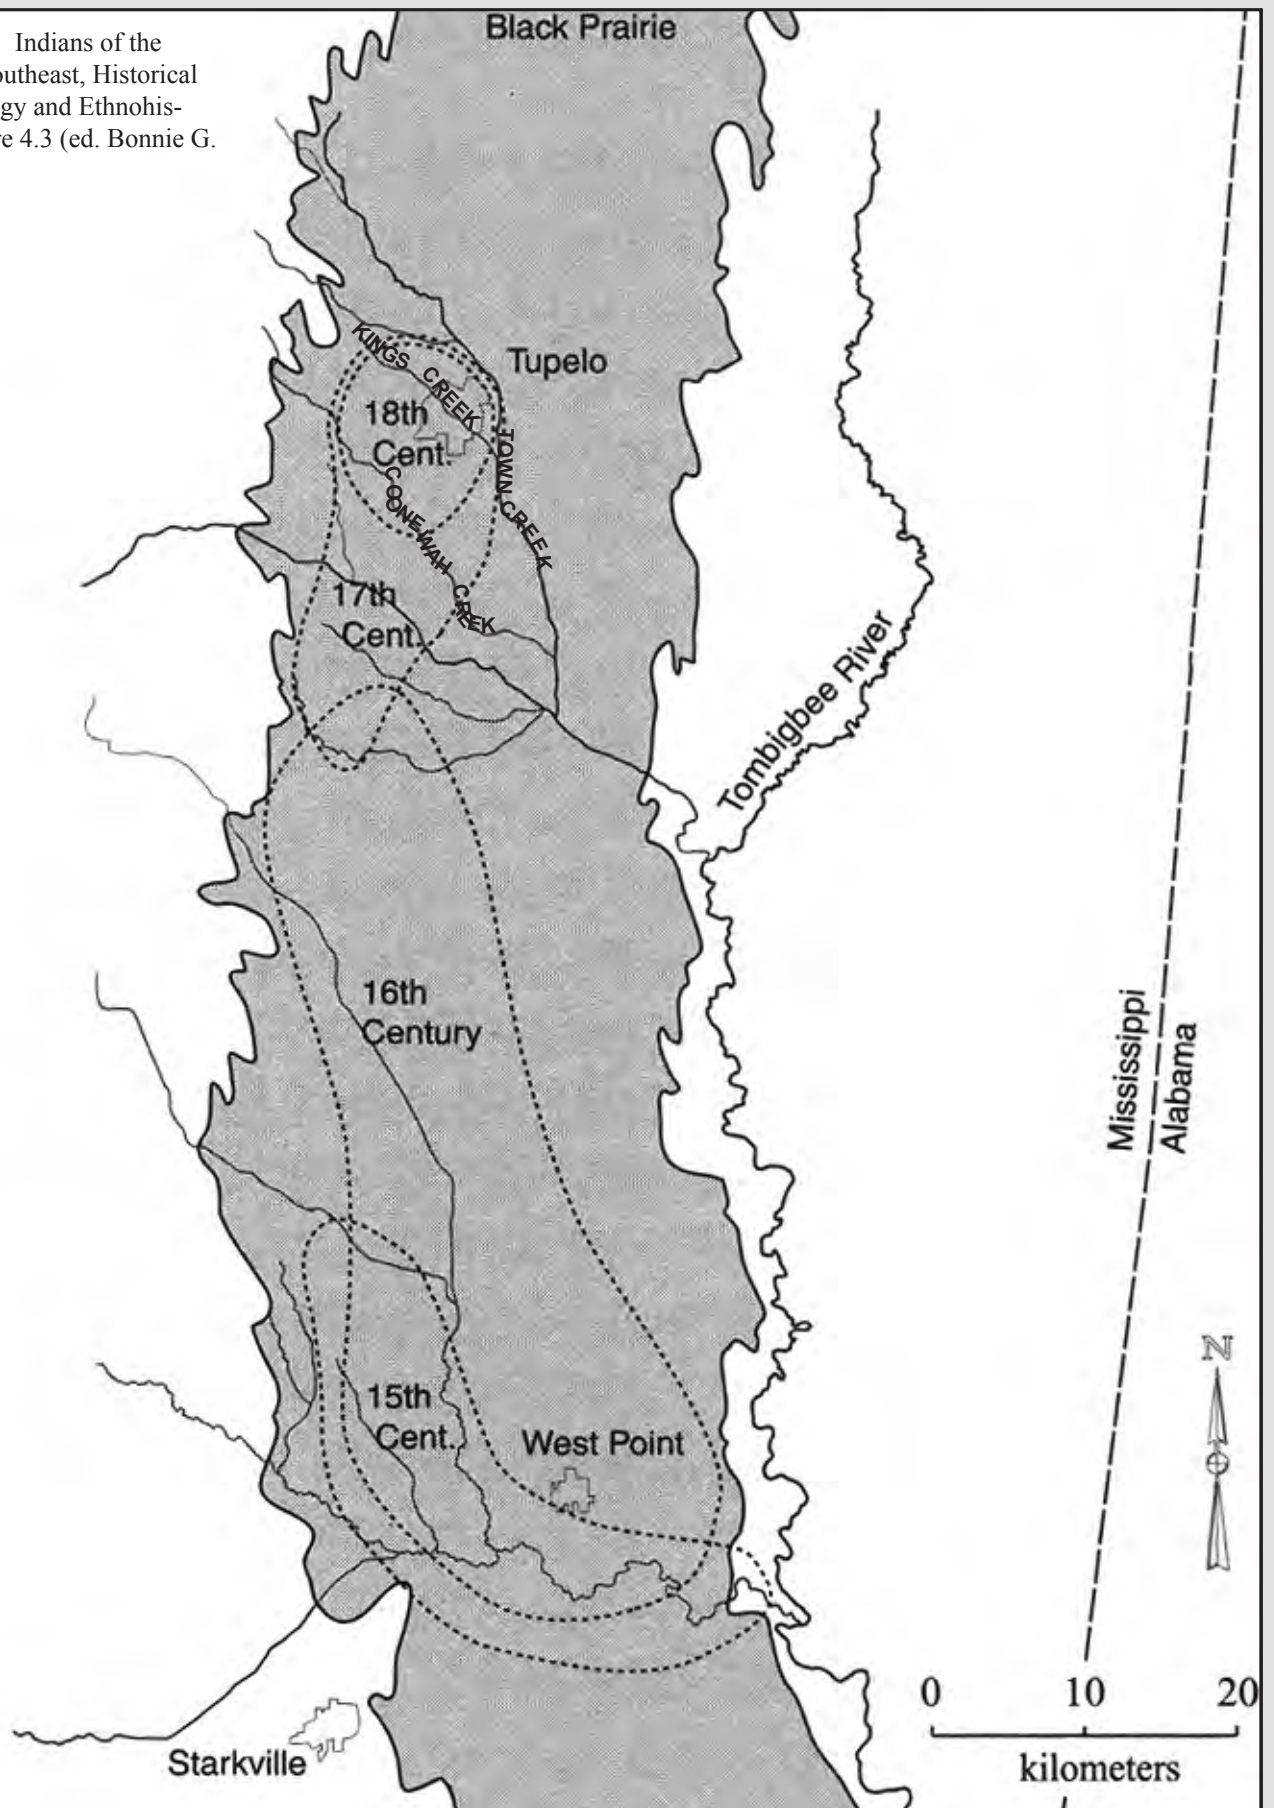 Indians of the
outheast, Historical
gy and Ethnohis-
e 4.3 (ed. Bonnie G.
Black Prairie
Tupelo
KINGS CREEK
18th
Cent.
TOWN CREEK
COONEWAH CREEK
17th
Cent.
Tombigbee River
16th
Century
Mississippi
Alabama
N
15th
Cent.
West Point
Starkville
0 10 20
kilometers